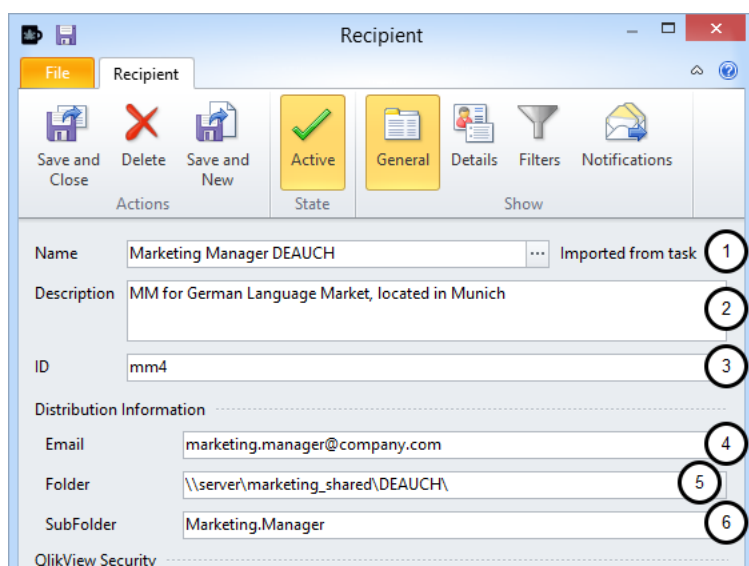 Recipient
File Recipient
Save and Close Delete Save and New Active General Details Filters Notifications
Actions State Show
Name Marketing Manager DEAUCH ... Imported from task 1
Description MM for German Language Market, located in Munich 2
ID mm4 3
Distribution Information
Email marketing.manager@company.com 4
Folder \\server\marketing_shared\DEAUCH\ 5
SubFolder Marketing.Manager 6
QlikView Security